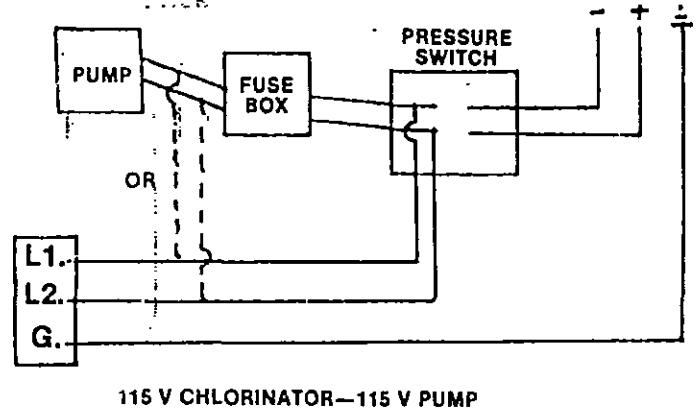 - +
PRESSURE
SWITCH
PUMP
FUSE
BOX
OR
L1.
L2.
G.
115 V CHLORINATOR—115 V PUMP